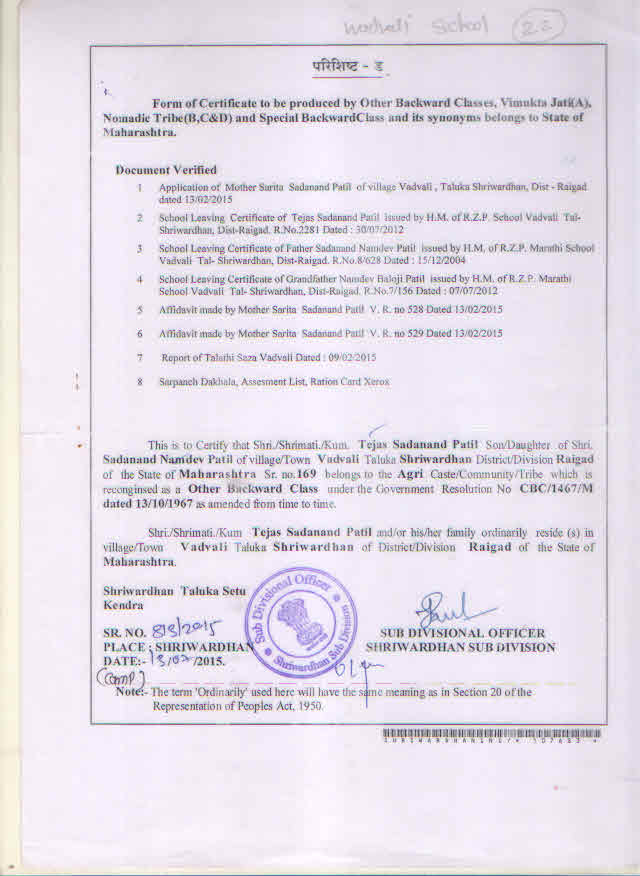 wadvali school 22
परिशिष्ट - ड
Form of Certificate to be produced by Other Backward Classes, Vimukta Jati(A),
Nomadic Tribe(B,C&D) and Special BackwardClass and its synonyms belongs to State of
Maharashtra.
Document Verified
1 Application of Mother Sarita Sadanand Patil of village Vadvali , Taluka Shriwardhan, Dist - Raigad
dated 13/02/2015
2 School Leaving Certificate of Tejas Sadanand Patil issued by H.M. of R.Z.P. School Vadvali Tal-
Shriwardhan, Dist-Raigad. R.No.2281 Dated : 30/07/2012
3 School Leaving Certificate of Father Sadanand Namdev Patil issued by H.M. of R.Z.P. Marathi School
Vadvali Tal- Shriwardhan, Dist-Raigad. R.No.8/628 Dated : 15/12/2004
4 School Leaving Certificate of Grandfather Namdev Baloji Patil issued by H.M. of R.Z.P. Marathi
School Vadvali Tal- Shriwardhan, Dist-Raigad. R.No.7/156 Dated : 07/07/2012
5 Affidavit made by Mother Sarita Sadanand Patil V. R. no 528 Dated 13/02/2015
6 Affidavit made by Mother Sarita Sadanand Patil V. R. no 529 Dated 13/02/2015
7 Report of Talathi Saza Vadvali Dated : 09/02/2015
8 Sarpanch Dakhala, Assesment List, Ration Card Xerox
This is to Certify that Shri./Shrimati./Kum. Tejas Sadanand Patil Son/Daughter of Shri.
Sadanand Namdev Patil of village/Town Vadvali Taluka Shriwardhan District/Division Raigad
of the State of Maharashtra Sr. no.169 belongs to the Agri Caste/Community/Tribe which is
reconginsed as a Other Backward Class under the Government Resolution No CBC/1467/M
dated 13/10/1967 as amended from time to time.
Shri./Shrimati./Kum Tejas Sadanand Patil and/or his/her family ordinarily reside (s) in
village/Town Vadvali Taluka Shriwardhan of District/Division Raigad of the State of
Maharashtra.
Shriwardhan Taluka Setu
Kendra
Sub Divisional Officer
Shriwardhan Sub Division
SR. NO. 813/2015
PLACE : SHRIWARDHAN
DATE:- 13/02/2015.
SUB DIVISIONAL OFFICER
SHRIWARDHAN SUB DIVISION
(camp)
Note:- The term 'Ordinarily' used here will have the same meaning as in Section 20 of the
Representation of Peoples Act, 1950.